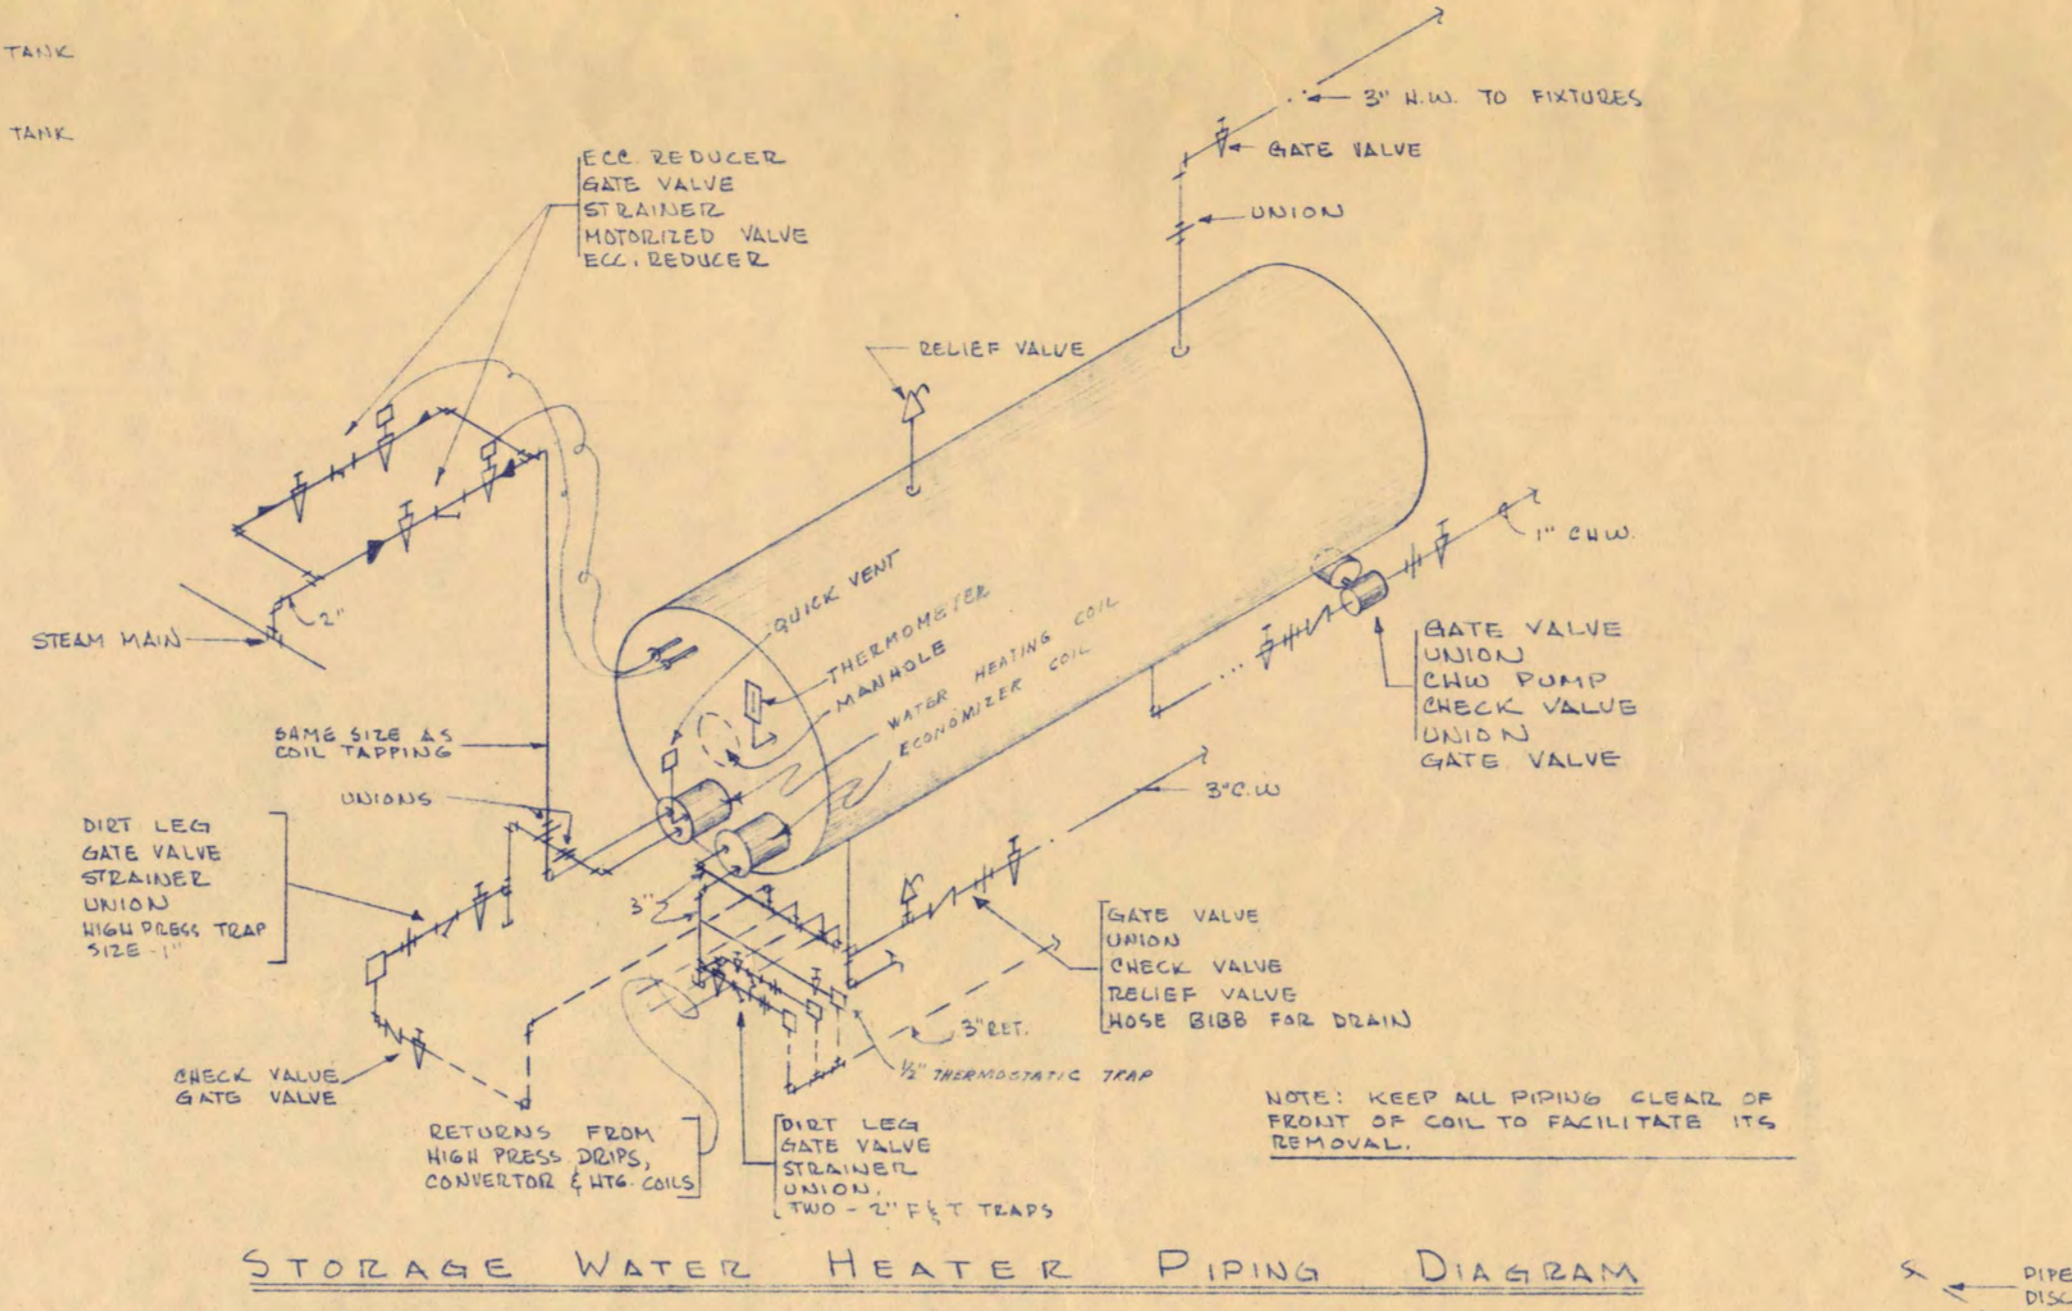 TANK
TANK
ECC. REDUCER
GATE VALVE
STRAINER
MOTORIZED VALVE
ECC. REDUCER
3" H.W. TO FIXTURES
GATE VALVE
UNION
RELIEF VALVE
1" CHW.
2"
STEAM MAIN
QUICK VENT
THERMOMETER
MANHOLE
WATER HEATING COIL
ECONOMIZER COIL
GATE VALVE
UNION
CHW PUMP
CHECK VALVE
UNION
GATE VALVE
SAME SIZE AS
COIL TAPPING
UNIONS
3" C.W
DIRT LEG
GATE VALVE
STRAINER
UNION
HIGH PRESS TRAP
SIZE - 1"
3"
GATE VALVE
UNION
CHECK VALVE
RELIEF VALVE
HOSE BIBB FOR DRAIN
3" RET.
1/2" THERMOSTATIC TRAP
CHECK VALVE
GATE VALVE
RETURNS FROM
HIGH PRESS DRIPS,
CONVERTOR & HTG. COILS
DIRT LEG
GATE VALVE
STRAINER
UNION.
TWO - 2" F & T TRAPS
NOTE: KEEP ALL PIPING CLEAR OF
FRONT OF COIL TO FACILITATE ITS
REMOVAL.
STORAGE WATER HEATER PIPING DIAGRAM
PIPE